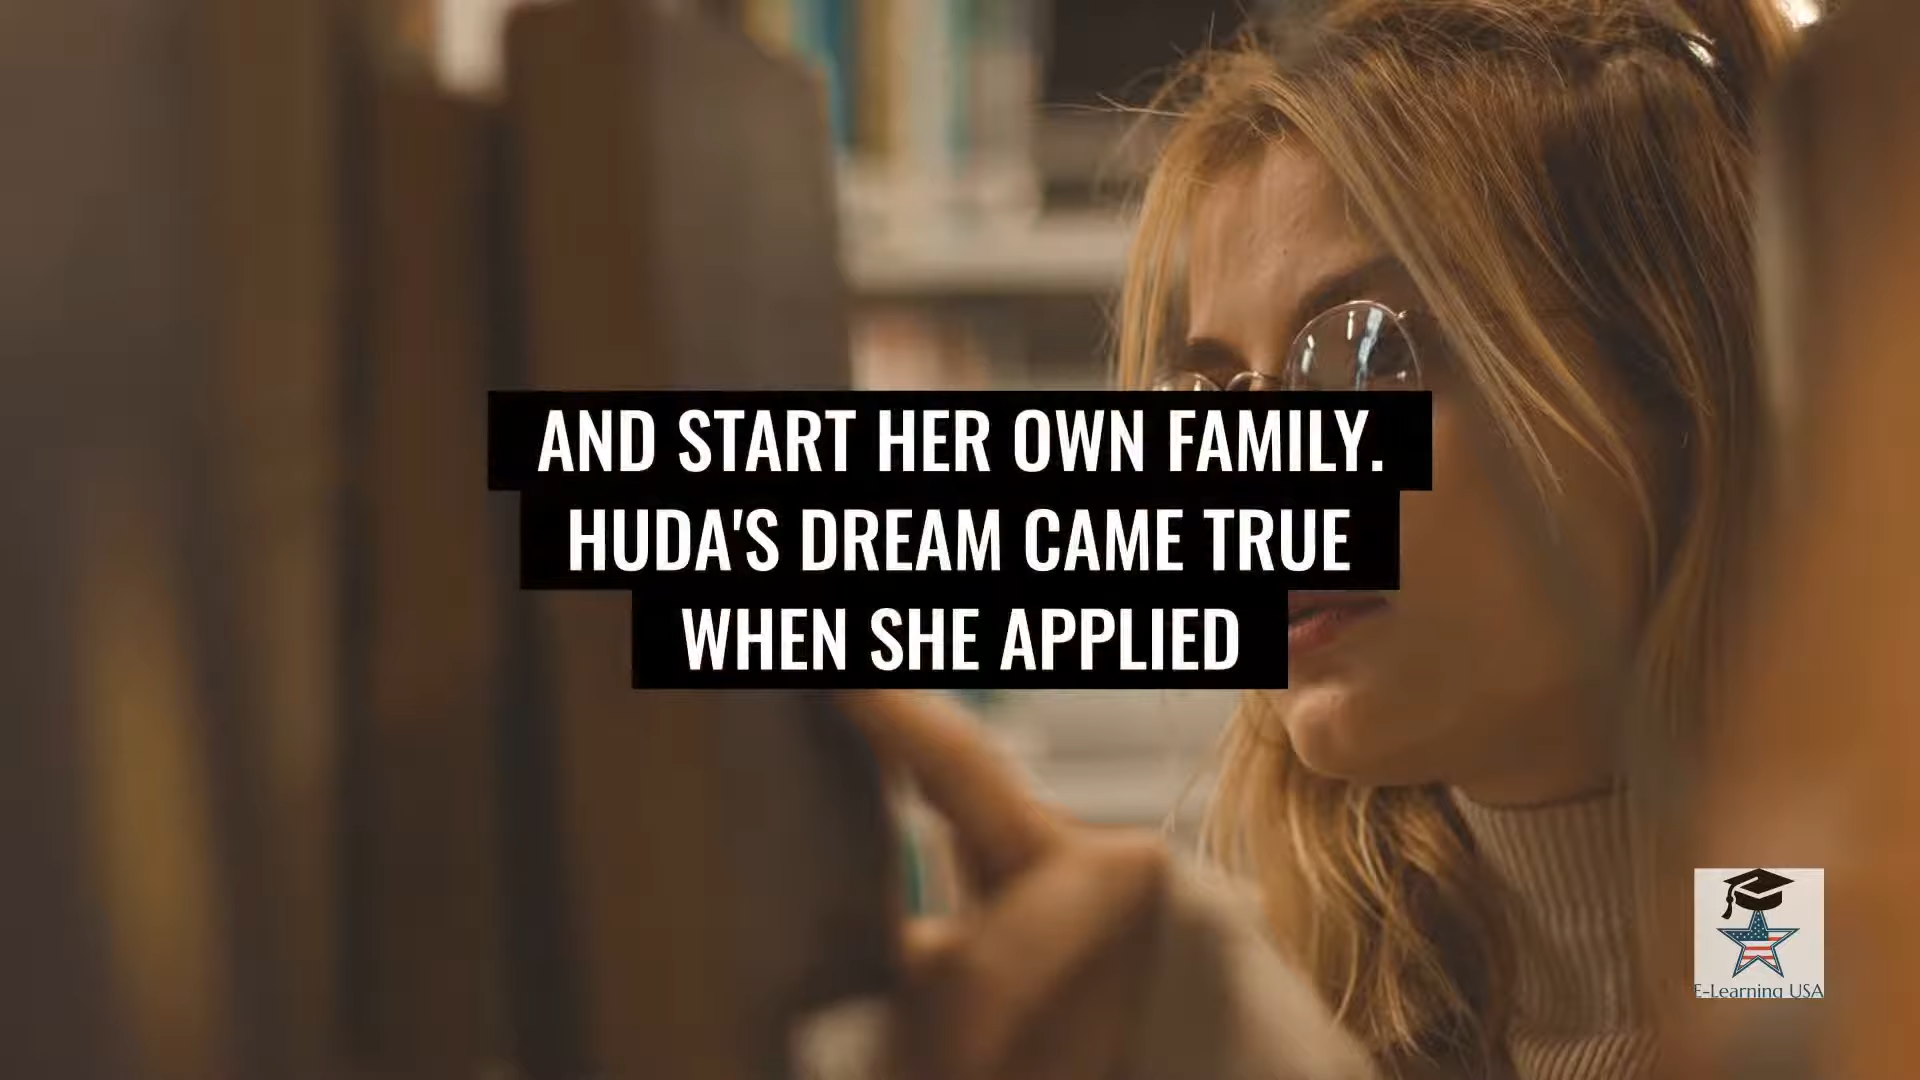 AND START HER OWN FAMILY.
HUDA'S DREAM CAME TRUE
WHEN SHE APPLIED
E-Learning USA